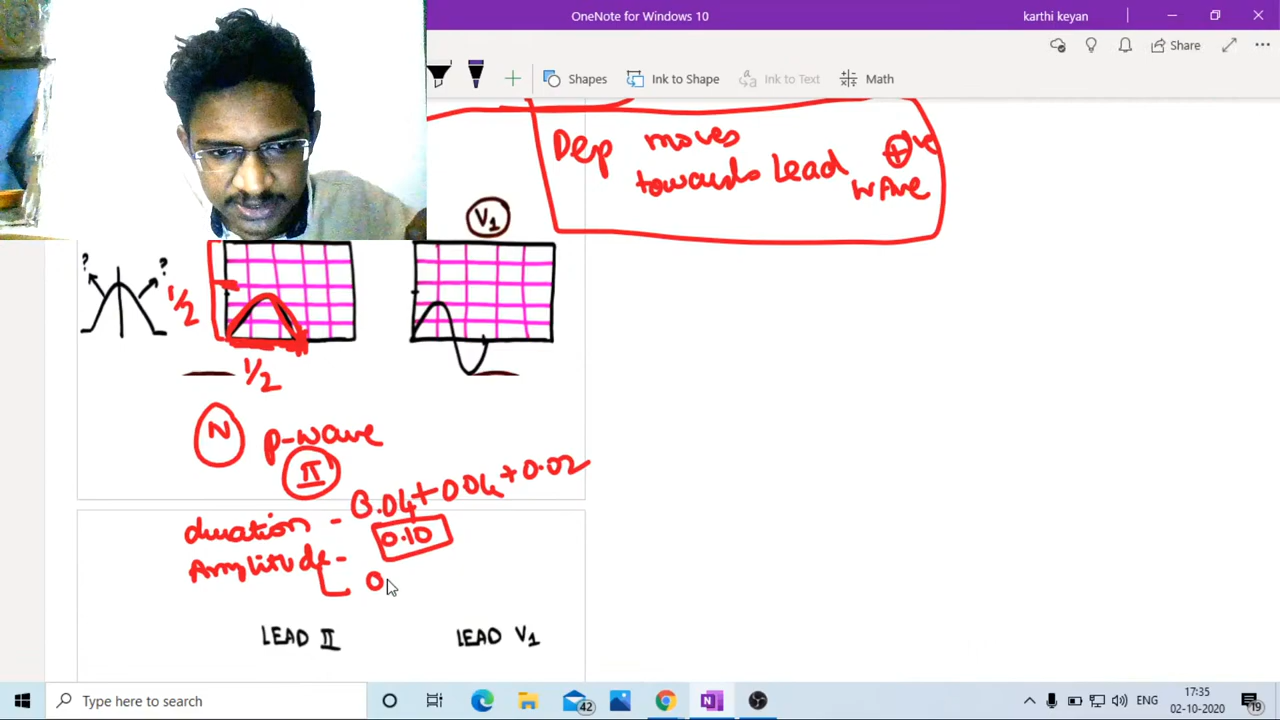 OneNote for Windows 10
karthi keyan
Share
Shapes
Ink to Shape
Ink to Text
Math
Dep moves
towards Lead ⊕ve
wave
V1
?
?
1/2
1/2
N
p-wave
II
duration - 0.04+0.04+0.02
0.10
Amplitude -
0
LEAD II
LEAD V1
Type here to search
42
ENG
17:35
02-10-2020
19